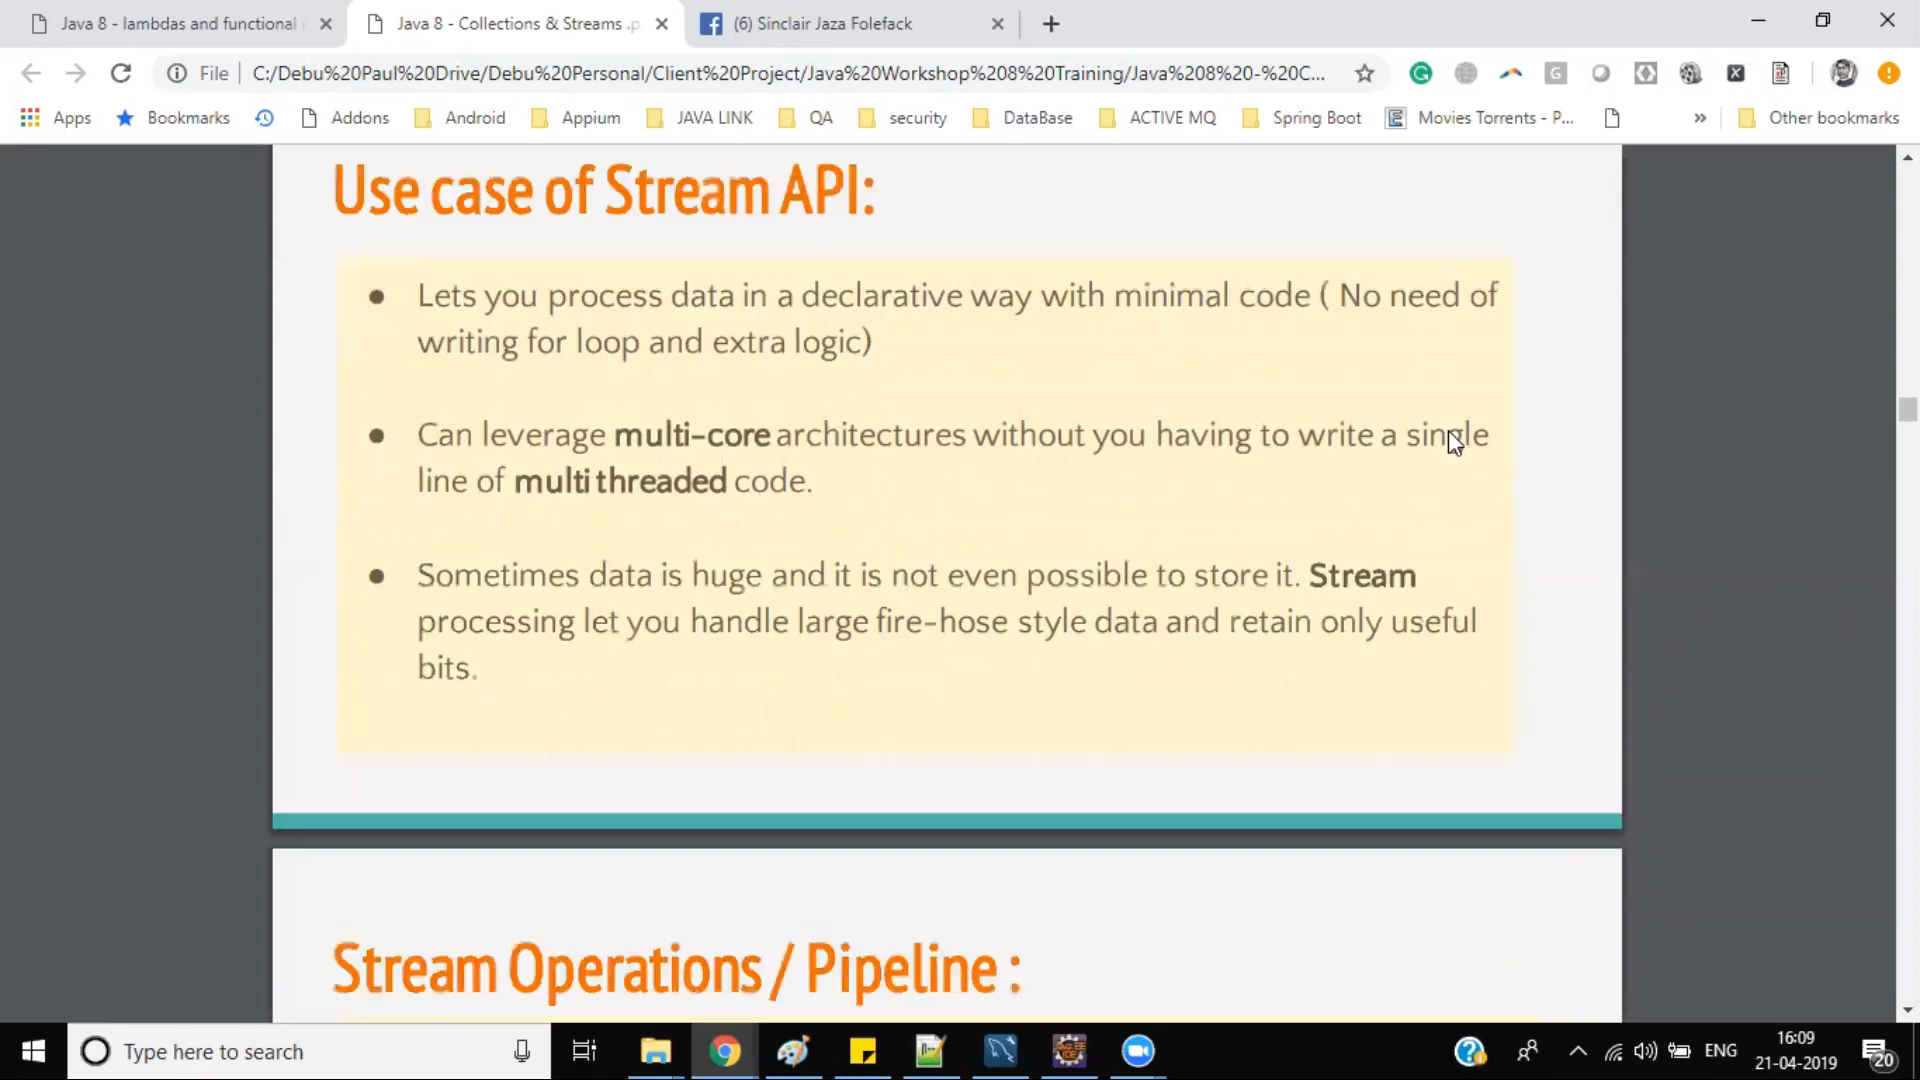 Java 8 - lambdas and functional i
Java 8 - Collections & Streams .p
(6) Sinclair Jaza Folefack
File
C:/Debu%20Paul%20Drive/Debu%20Personal/Client%20Project/Java%20Workshop%208%20Training/Java%208%20-%20C...
Apps
Bookmarks
Addons
Android
Appium
JAVA LINK
QA
security
DataBase
ACTIVE MQ
Spring Boot
Movies Torrents - P...
»
Other bookmarks
Use case of Stream API:
● Lets you process data in a declarative way with minimal code ( No need of
writing for loop and extra logic)
● Can leverage multi-core architectures without you having to write a single
line of multi threaded code.
● Sometimes data is huge and it is not even possible to store it. Stream
processing let you handle large fire-hose style data and retain only useful
bits.
Stream Operations / Pipeline :
Type here to search
ENG
16:09
21-04-2019
20